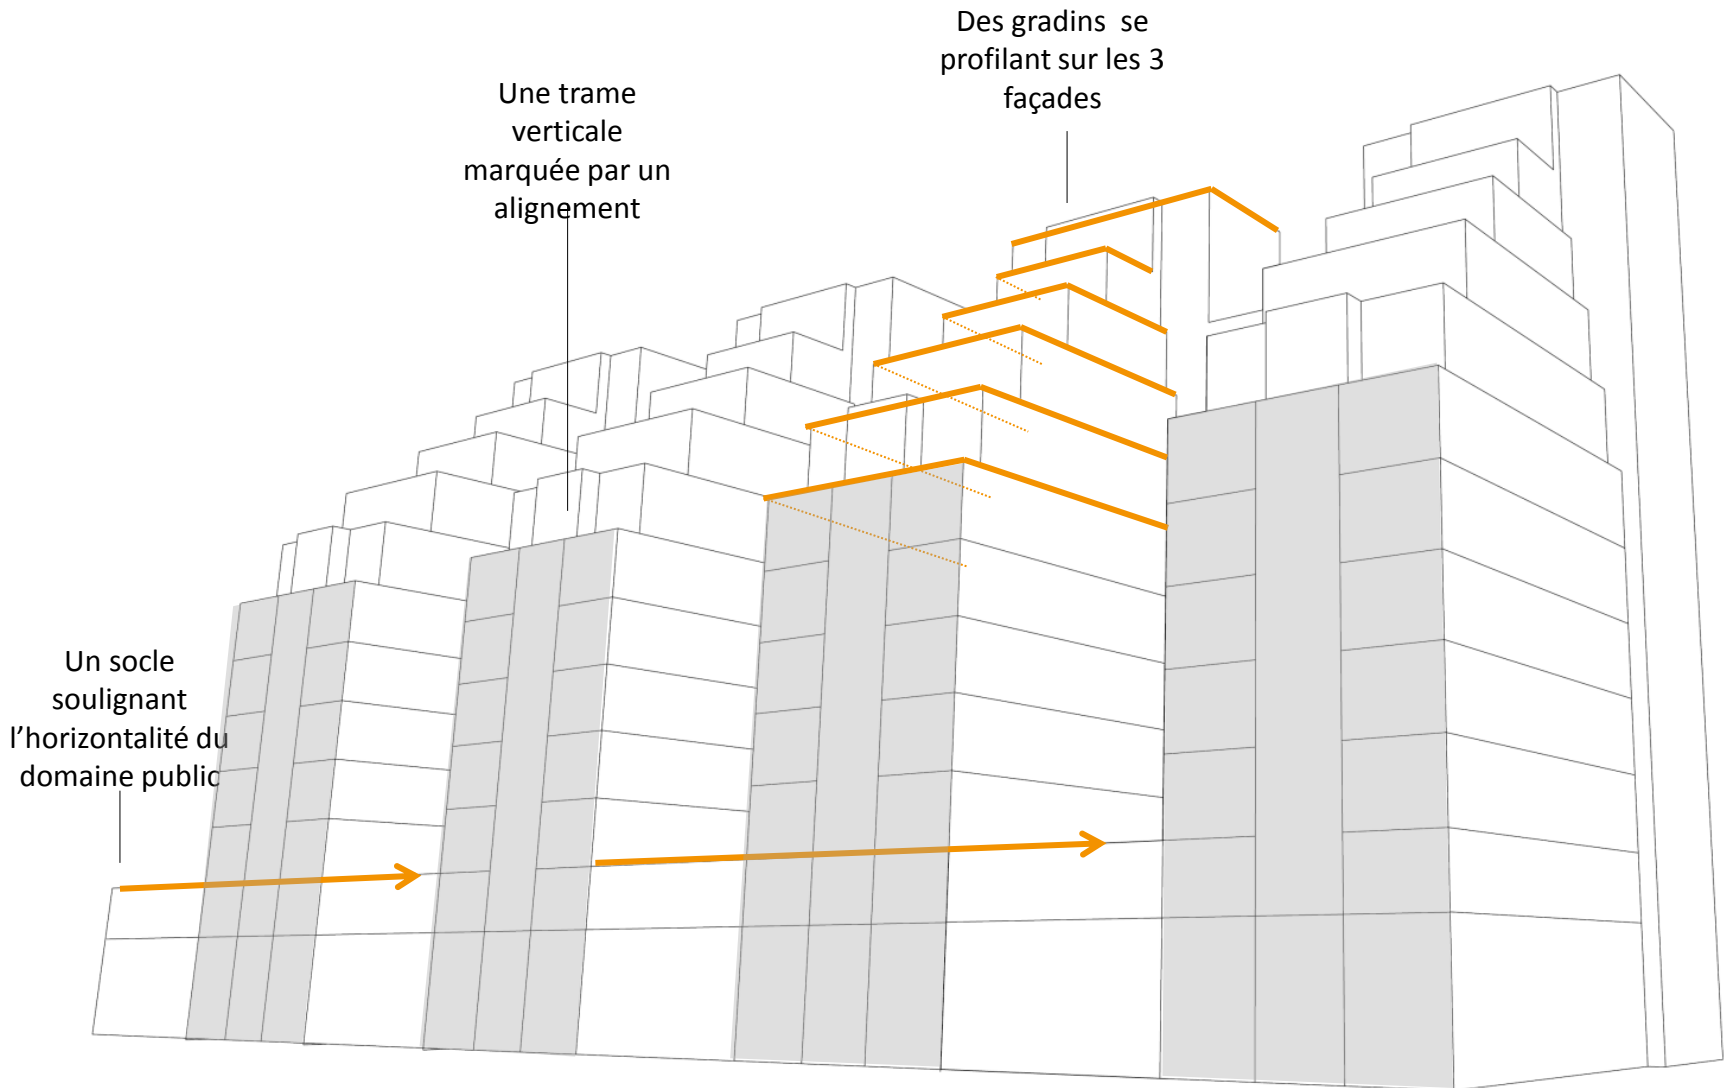 Des gradins se
profilant sur les 3
façades
Une trame
verticale
marquée par un
alignement
Un socle
soulignant
l’horizontalité du
domaine public